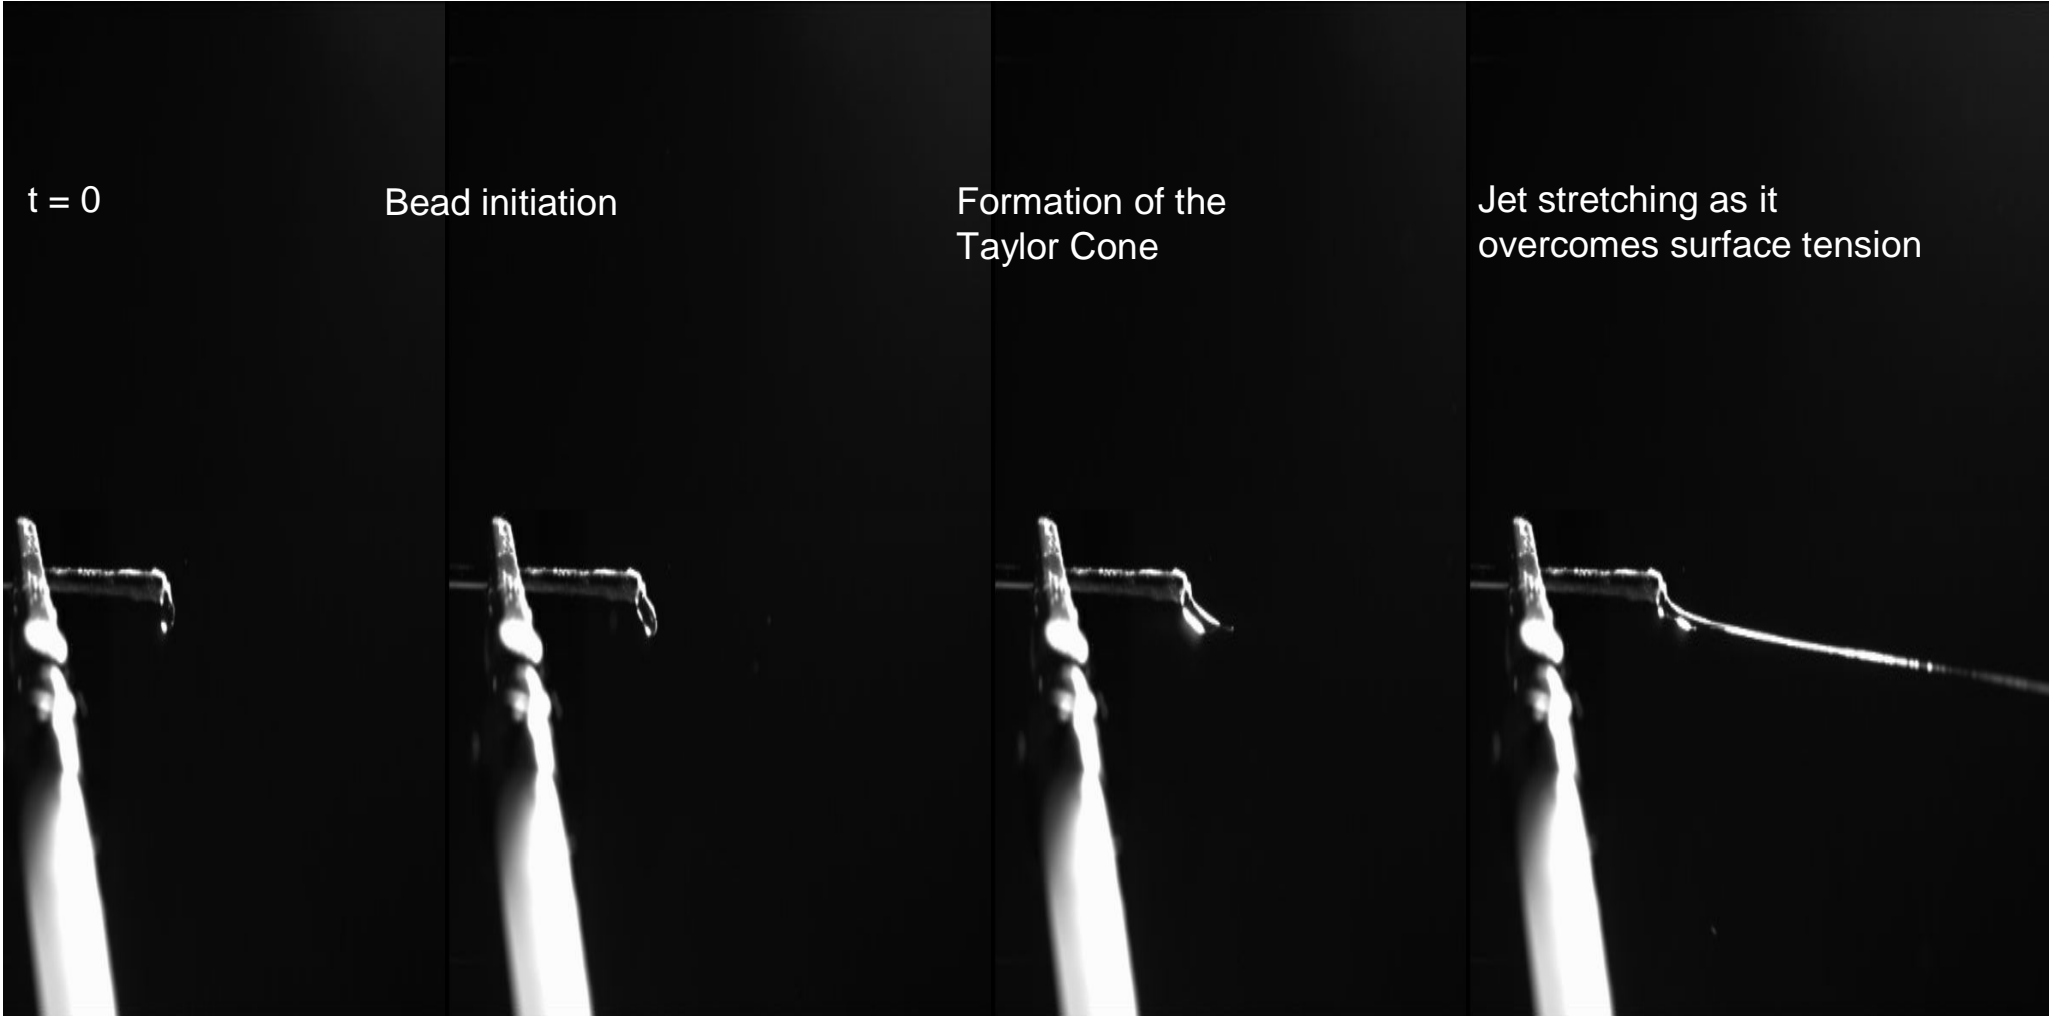 t = 0
Bead initiation
Formation of the
Taylor Cone
Jet stretching as it
overcomes surface tension